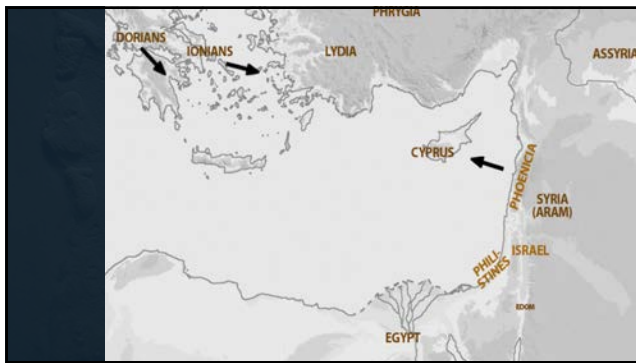 PHRYGIA
DORIANS
IONIANS
LYDIA
ASSYRIA
CYPRUS
PHOENICIA
SYRIA
(ARAM)
PHILI-
STINES
ISRAEL
EDOM
EGYPT